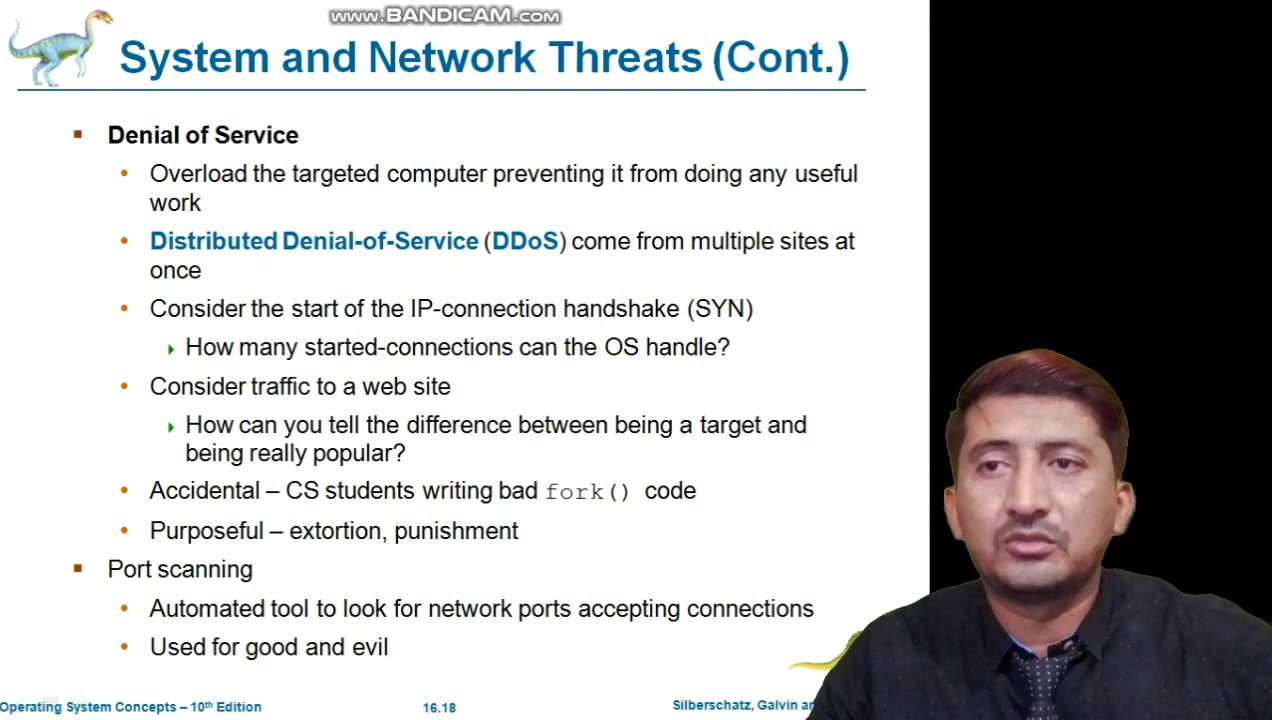 www.BANDICAM.com
System and Network Threats (Cont.)
▪ Denial of Service
• Overload the targeted computer preventing it from doing any useful
work
• Distributed Denial-of-Service (DDoS) come from multiple sites at
once
• Consider the start of the IP-connection handshake (SYN)
How many started-connections can the OS handle?
• Consider traffic to a web site
How can you tell the difference between being a target and
being really popular?
• Accidental – CS students writing bad fork() code
• Purposeful – extortion, punishment
▪ Port scanning
• Automated tool to look for network ports accepting connections
• Used for good and evil
Operating System Concepts – 10th Edition
16.18
Silberschatz, Galvin